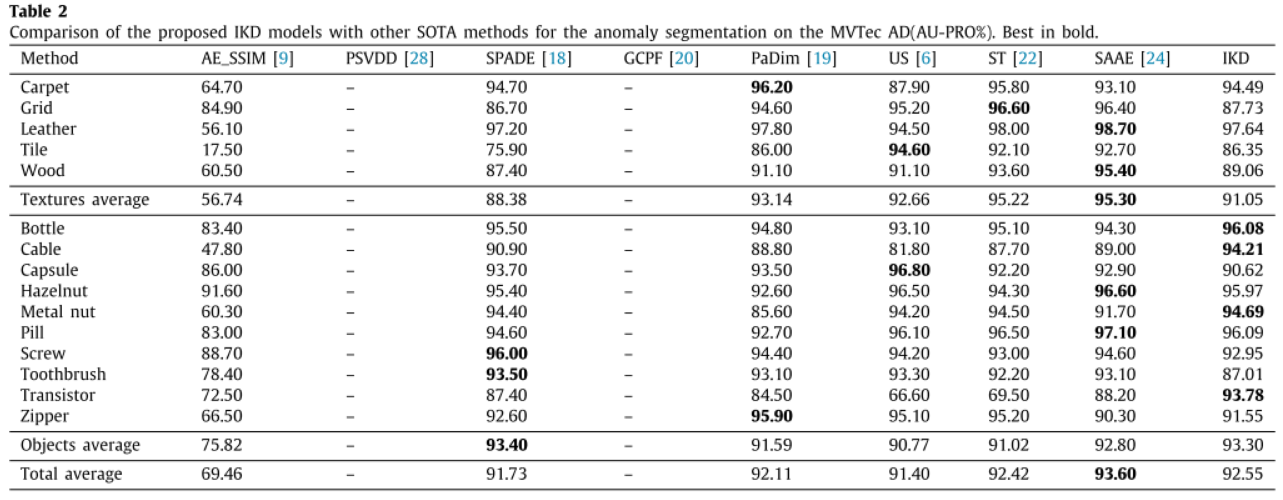 Table 2
Comparison of the proposed IKD models with other SOTA methods for the anomaly segmentation on the MVTec AD(AU-PRO%). Best in bold.
Method AE_SSIM [9] PSVDD [28] SPADE [18] GCPF [20] PaDim [19] US [6] ST [22] SAAE [24] IKD
Carpet 64.70 – 94.70 – 96.20 87.90 95.80 93.10 94.49
Grid 84.90 – 86.70 – 94.60 95.20 96.60 96.40 87.73
Leather 56.10 – 97.20 – 97.80 94.50 98.00 98.70 97.64
Tile 17.50 – 75.90 – 86.00 94.60 92.10 92.70 86.35
Wood 60.50 – 87.40 – 91.10 91.10 93.60 95.40 89.06
Textures average 56.74 – 88.38 – 93.14 92.66 95.22 95.30 91.05
Bottle 83.40 – 95.50 – 94.80 93.10 95.10 94.30 96.08
Cable 47.80 – 90.90 – 88.80 81.80 87.70 89.00 94.21
Capsule 86.00 – 93.70 – 93.50 96.80 92.20 92.90 90.62
Hazelnut 91.60 – 95.40 – 92.60 96.50 94.30 96.60 95.97
Metal nut 60.30 – 94.40 – 85.60 94.20 94.50 91.70 94.69
Pill 83.00 – 94.60 – 92.70 96.10 96.50 97.10 96.09
Screw 88.70 – 96.00 – 94.40 94.20 93.00 94.60 92.95
Toothbrush 78.40 – 93.50 – 93.10 93.30 92.20 93.10 87.01
Transistor 72.50 – 87.40 – 84.50 66.60 69.50 88.20 93.78
Zipper 66.50 – 92.60 – 95.90 95.10 95.20 90.30 91.55
Objects average 75.82 – 93.40 – 91.59 90.77 91.02 92.80 93.30
Total average 69.46 – 91.73 – 92.11 91.40 92.42 93.60 92.55